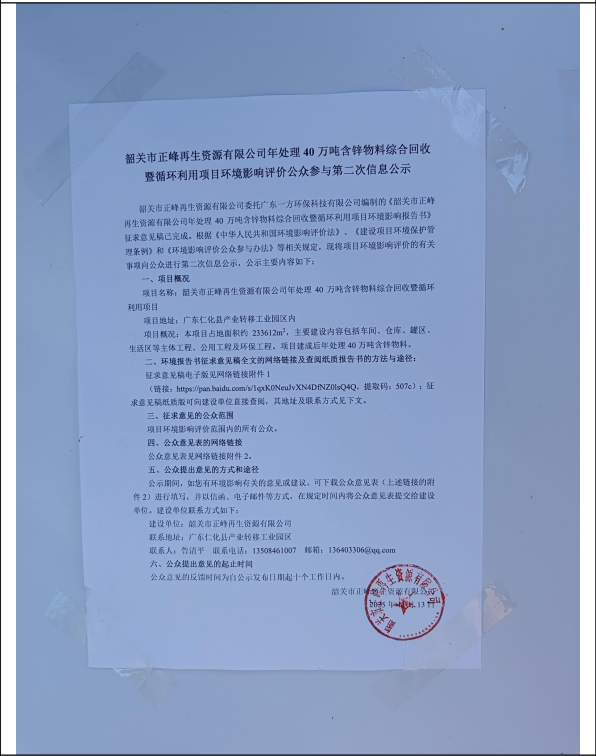 韶关市正峰再生资源有限公司年处理 40 万吨含锌物料综合回收
暨循环利用项目环境影响评价公众参与第二次信息公示
韶关市正峰再生资源有限公司委托广东一方环保科技有限公司编制的《韶关市正峰
再生资源有限公司年处理 40 万吨含锌物料综合回收暨循环利用项目环境影响报告书》
征求意见稿已完成。根据《中华人民共和国环境影响评价法》、《建设项目环境保护管
理条例》和《环境影响评价公众参与办法》等相关规定，现将项目环境影响评价的有关
事项向公众进行第二次信息公示，公示主要内容如下：
一、项目概况
项目名称：韶关市正峰再生资源有限公司年处理 40 万吨含锌物料综合回收暨循环
利用项目
项目地址：广东仁化县产业转移工业园区内
项目概况：本项目占地面积约 233612m²，主要建设内容包括车间、仓库、罐区、
生活区等主体工程、公用工程及环保工程。项目建成后年处理 40 万吨含锌物料。
二、环境报告书征求意见稿全文的网络链接及查阅纸质报告书的方法与途径：
征求意见稿电子版见网络链接附件 1
（链接：https://pan.baidu.com/s/1qxK0NeuJvXN4DfNZ0lsQ4Q，提取码：507c）；征
求意见稿纸质版可向建设单位直接查阅，其地址及联系方式见下文。
三、征求意见的公众范围
项目环境影响评价范围内的所有公众。
四、公众意见表的网络链接
公众意见表见网络链接附件 2。
五、公众提出意见的方式和途径
公示期间，如您有环境影响有关的意见或建议，可下载公众意见表（上述链接的附
件 2）进行填写，并以信函、电子邮件等方式，在规定时间内将公众意见表提交给建设
单位。建设单位联系方式如下：
建设单位：韶关市正峰再生资源有限公司
联系地址：广东仁化县产业转移工业园区
联系人：昝清平 联系电话：13508461007 邮箱：136403306@qq.com
六、公众提出意见的起止时间
公众意见的反馈时间为自公示发布日期起十个工作日内。
韶关市正峰再生资源有限公司
13 日